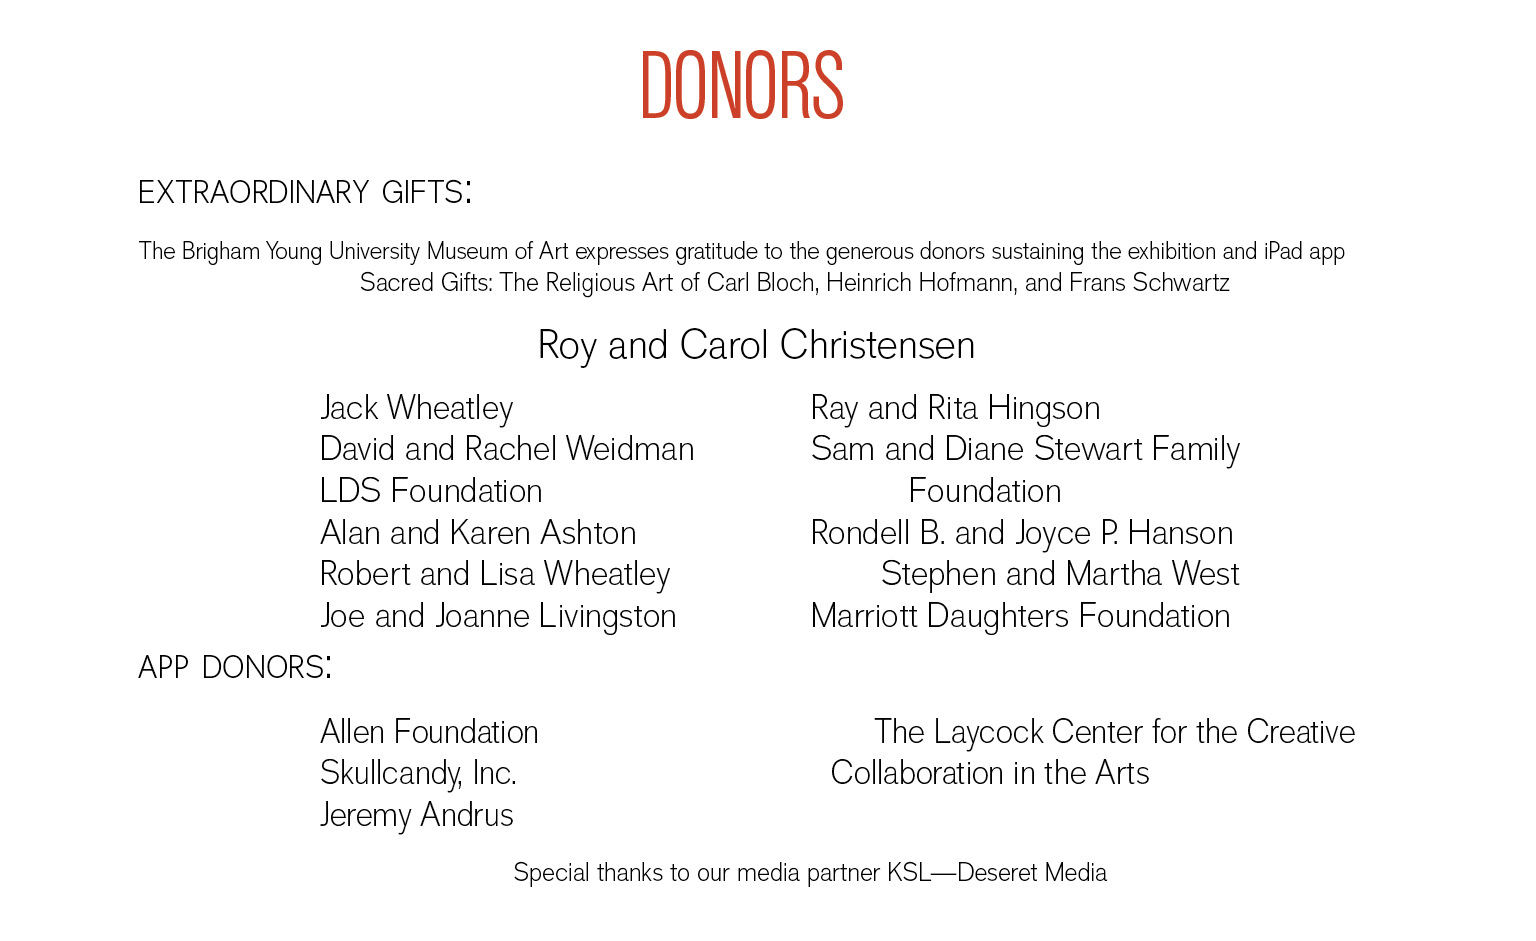 DONORS
EXTRAORDINARY GIFTS:
The Brigham Young University Museum of Art expresses gratitude to the generous donors sustaining the exhibition and iPad app
Sacred Gifts: The Religious Art of Carl Bloch, Heinrich Hofmann, and Frans Schwartz
Roy and Carol Christensen
Jack Wheatley
David and Rachel Weidman
LDS Foundation
Alan and Karen Ashton
Robert and Lisa Wheatley
Joe and Joanne Livingston
Ray and Rita Hingson
Sam and Diane Stewart Family
Foundation
Rondell B. and Joyce P. Hanson
Stephen and Martha West
Marriott Daughters Foundation
APP DONORS:
Allen Foundation
Skullcandy, Inc.
Jeremy Andrus
The Laycock Center for the Creative
Collaboration in the Arts
Special thanks to our media partner KSL—Deseret Media